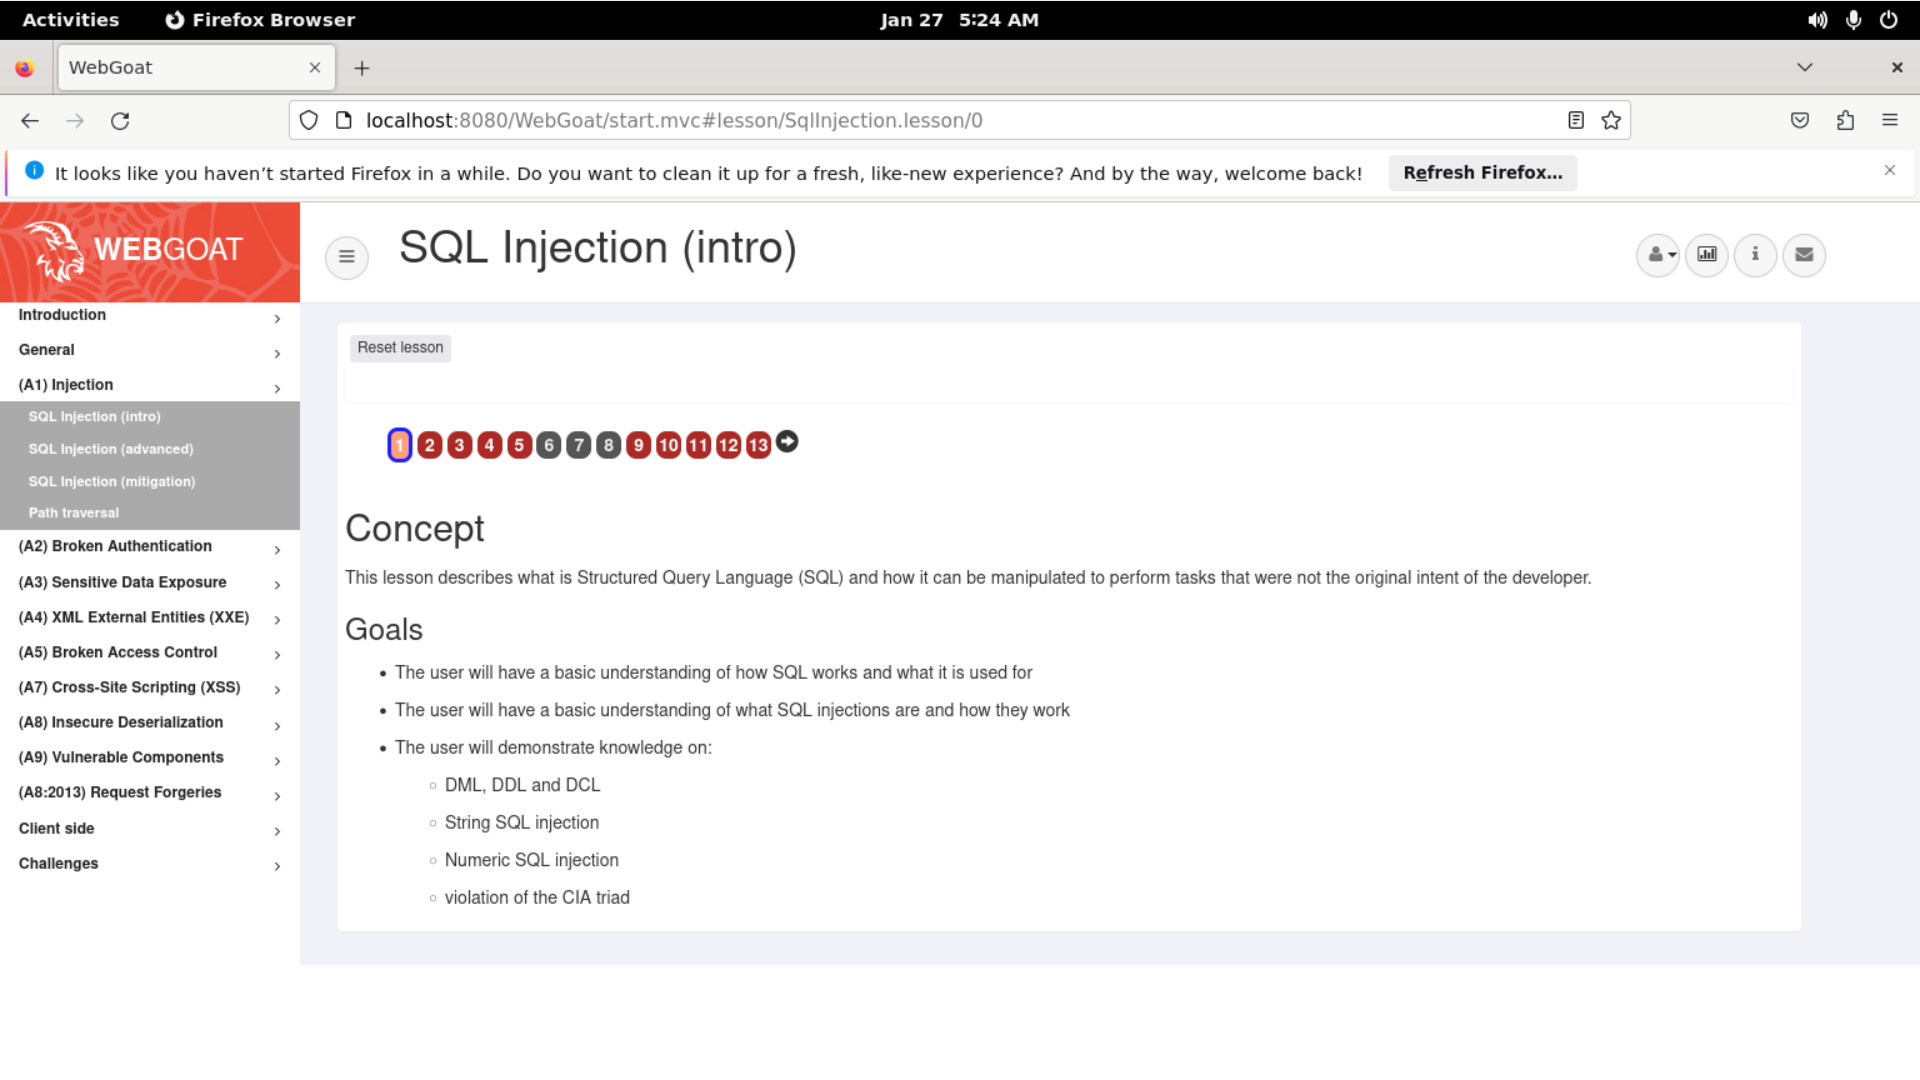 Activities Firefox Browser Jan 27 5:24 AM
WebGoat
localhost:8080/WebGoat/start.mvc#lesson/SqlInjection.lesson/0
It looks like you haven’t started Firefox in a while. Do you want to clean it up for a fresh, like-new experience? And by the way, welcome back! Refresh Firefox...
WEBGOAT
SQL Injection (intro)
Introduction
General
(A1) Injection
SQL Injection (intro)
SQL Injection (advanced)
SQL Injection (mitigation)
Path traversal
(A2) Broken Authentication
(A3) Sensitive Data Exposure
(A4) XML External Entities (XXE)
(A5) Broken Access Control
(A7) Cross-Site Scripting (XSS)
(A8) Insecure Deserialization
(A9) Vulnerable Components
(A8:2013) Request Forgeries
Client side
Challenges
Reset lesson
1 2 3 4 5 6 7 8 9 10 11 12 13
Concept
This lesson describes what is Structured Query Language (SQL) and how it can be manipulated to perform tasks that were not the original intent of the developer.
Goals
• The user will have a basic understanding of how SQL works and what it is used for
• The user will have a basic understanding of what SQL injections are and how they work
• The user will demonstrate knowledge on:
◦ DML, DDL and DCL
◦ String SQL injection
◦ Numeric SQL injection
◦ violation of the CIA triad